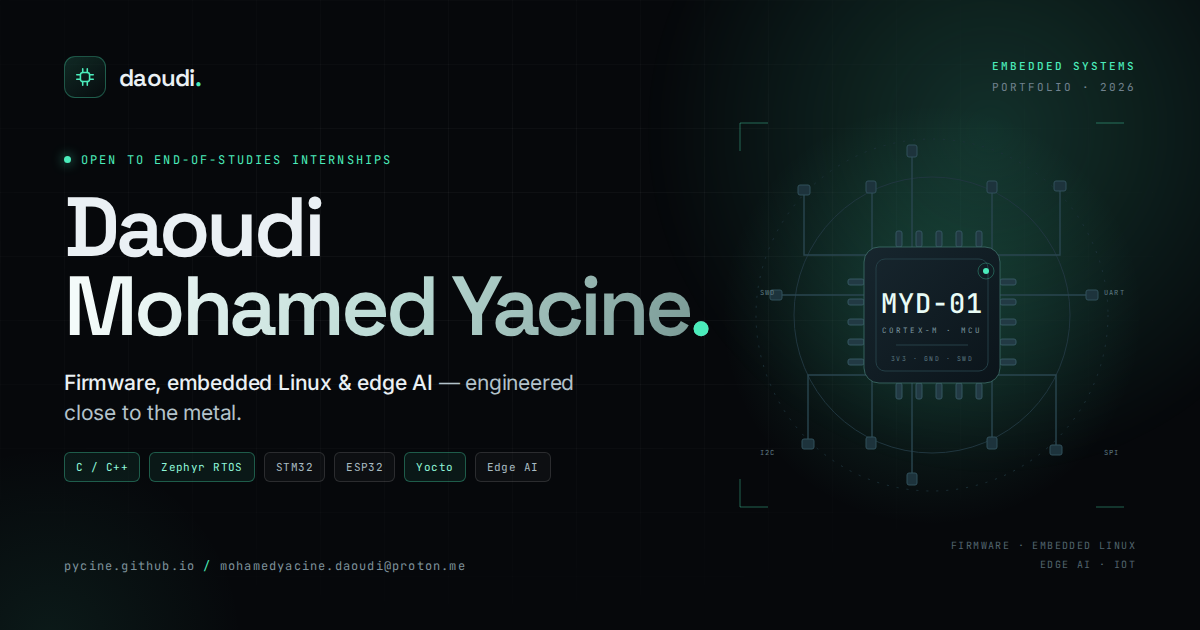 daoudi.
EMBEDDED SYSTEMS
PORTFOLIO · 2026
OPEN TO END-OF-STUDIES INTERNSHIPS
Daoudi
Mohamed Yacine.
Firmware, embedded Linux & edge AI — engineered
close to the metal.
C / C++
Zephyr RTOS
STM32
ESP32
Yocto
Edge AI
SWD
UART
MYD-01
CORTEX-M · MCU
3V3 · GND · SWD
I2C
SPI
FIRMWARE · EMBEDDED LINUX
EDGE AI · IOT
pycine.github.io / mohamedyacine.daoudi@proton.me